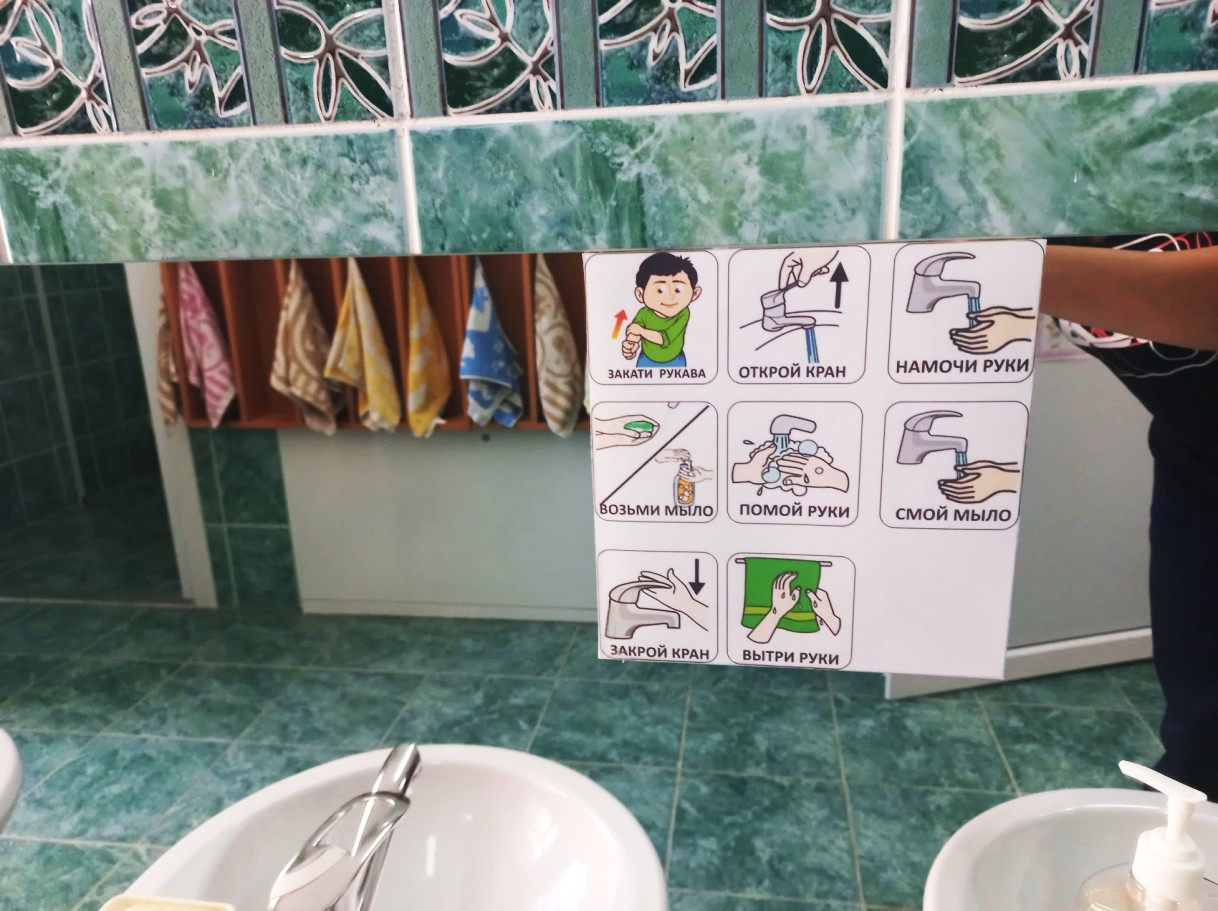 ЗАКАТИ РУКАВА
ОТКРОЙ КРАН
НАМОЧИ РУКИ
ВОЗЬМИ МЫЛО
ПОМОЙ РУКИ
СМОЙ МЫЛО
ЗАКРОЙ КРАН
ВЫТРИ РУКИ